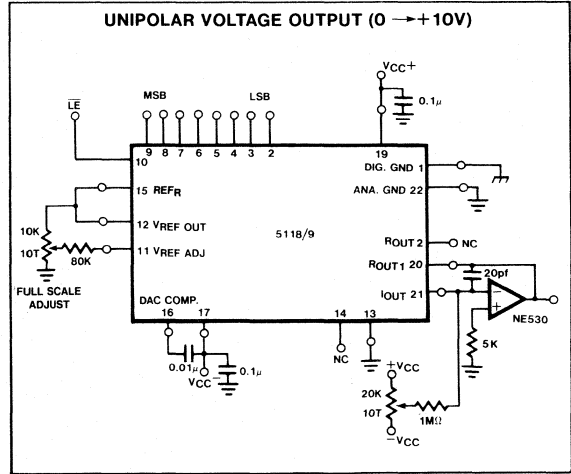 UNIPOLAR VOLTAGE OUTPUT (0 → +10V)
VCC+
MSB LSB
LE
0.1µ
9 8 7 6 5 4 3 2
19
10
DIG. GND 1
15 REFR
ANA. GND 22
10K
12 VREF OUT
5118/9
10T
11 VREF ADJ
80K
ROUT2
NC
ROUT1 20
20pf
FULL SCALE
ADJUST
IOUT 21
−
+
NE530
DAC COMP.
16 17
14 13
5K
0.01µ
VCC−
0.1µ
NC
+VCC
20K
10T
1MΩ
−VCC